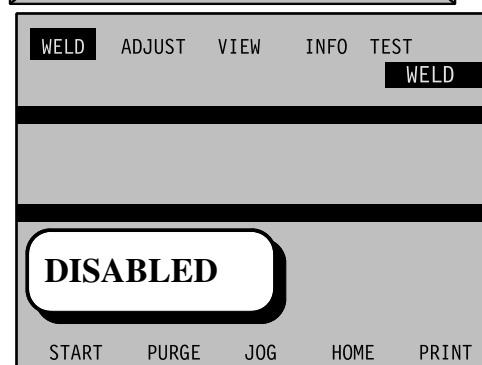 WELD ADJUST VIEW INFO TEST
WELD
DISABLED
START PURGE JOG HOME PRINT